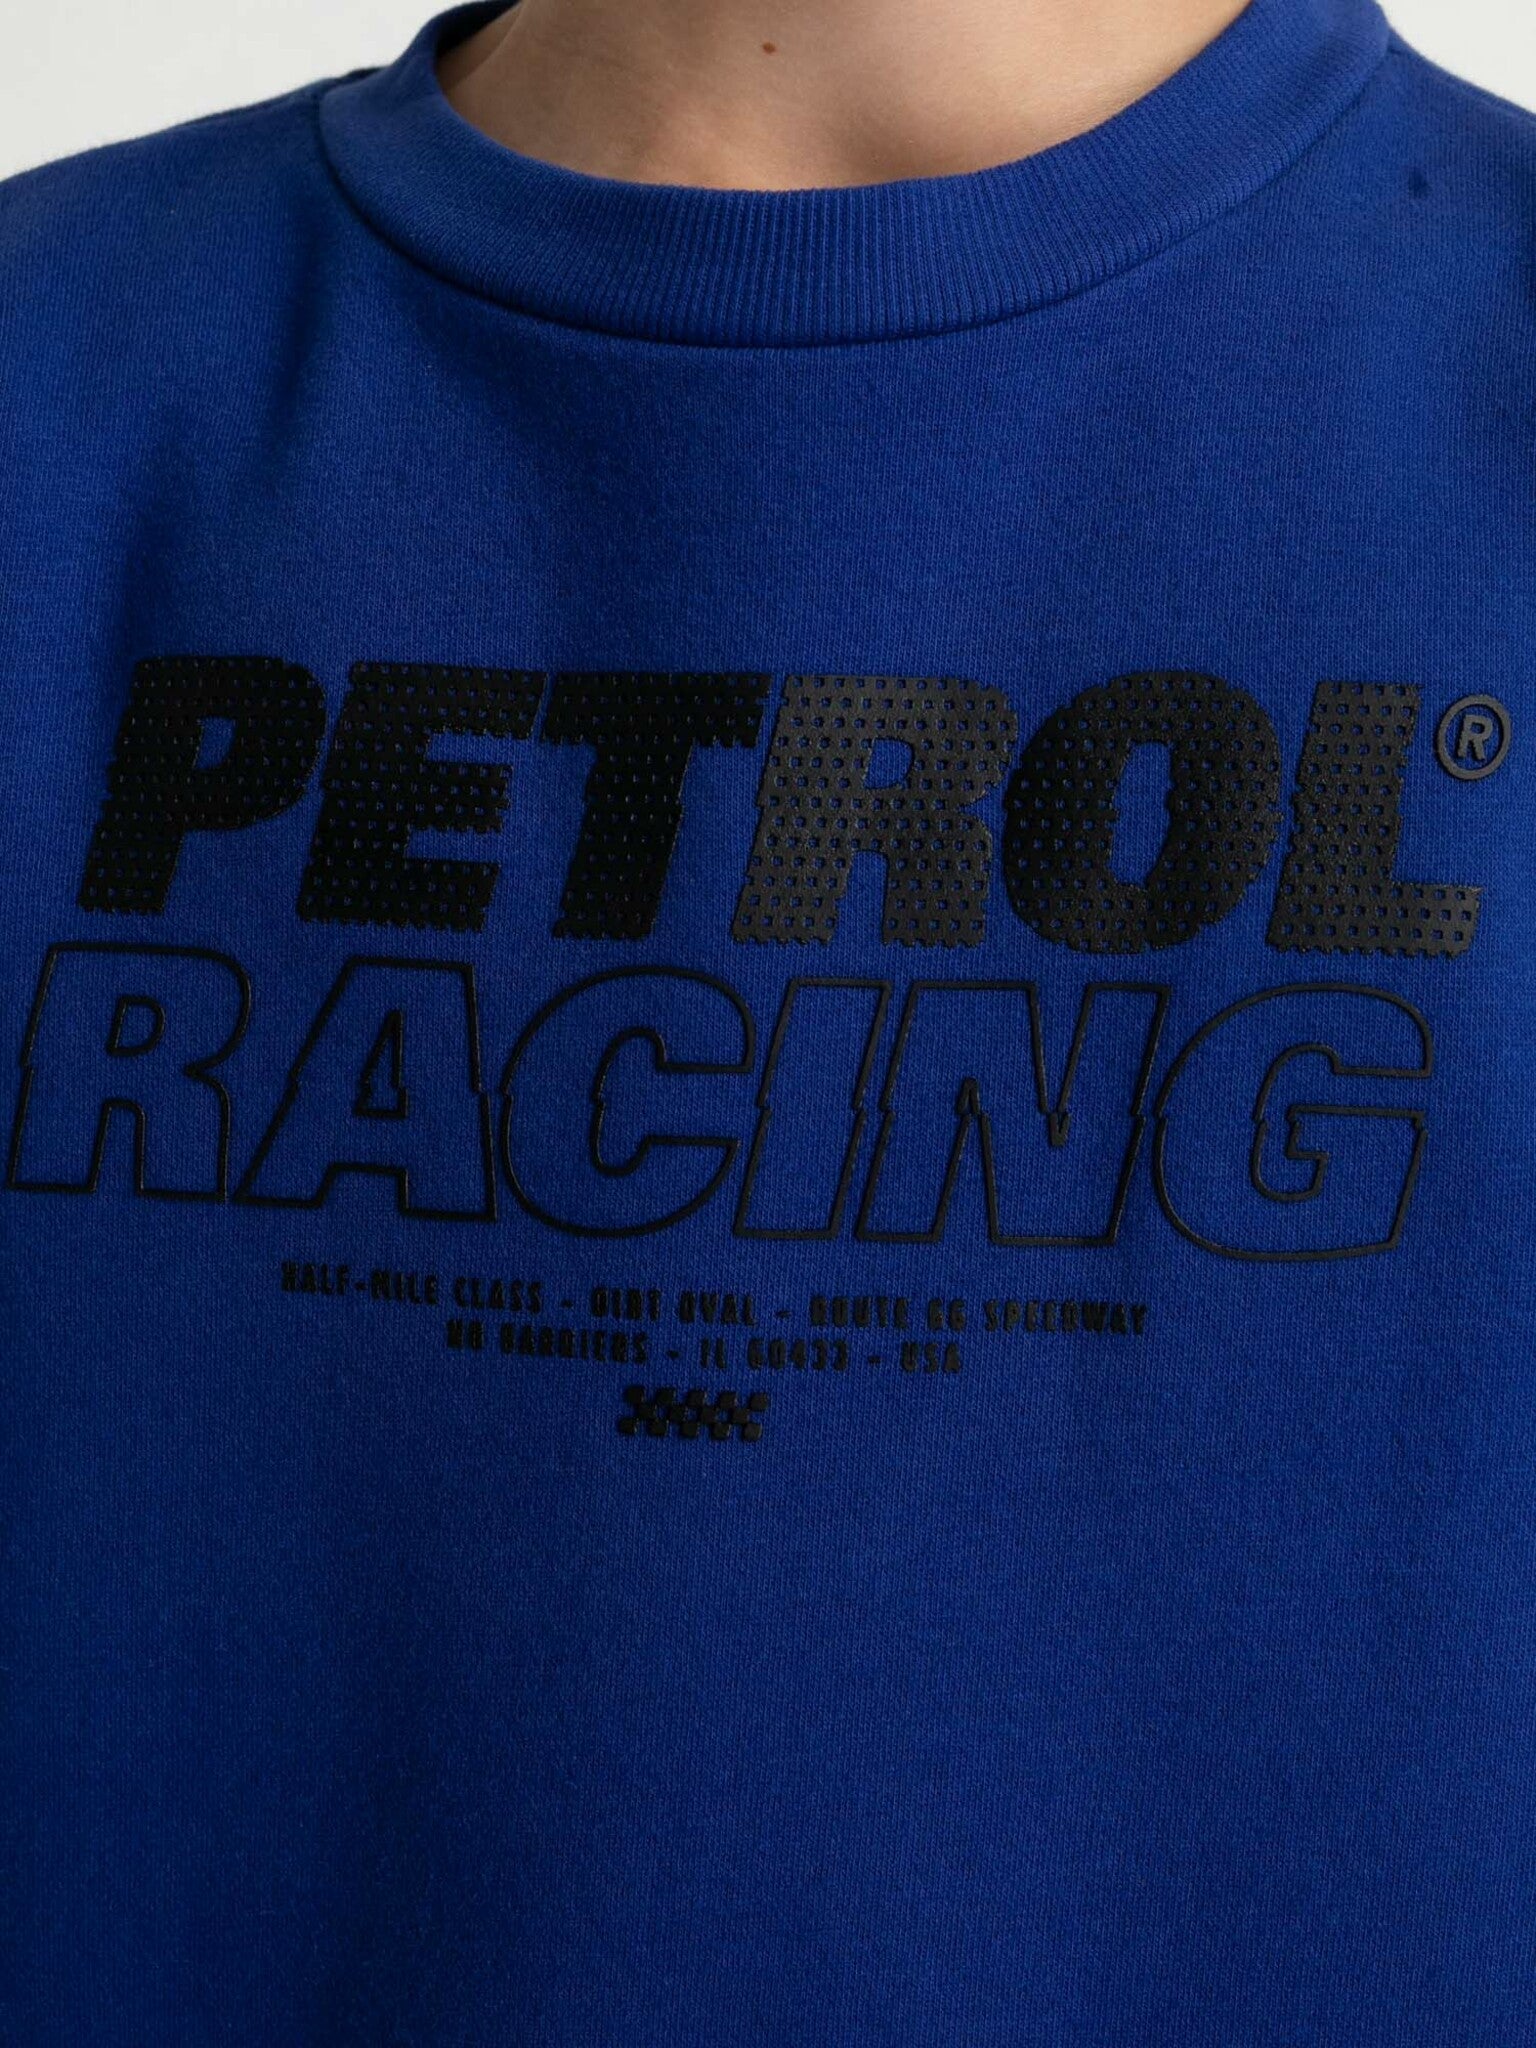 PETROL®
RACING
HALF-MILE CLASS - DIRT OVAL - ROUTE 66 SPEEDWAY
NO BARRIERS - IL 60433 - USA